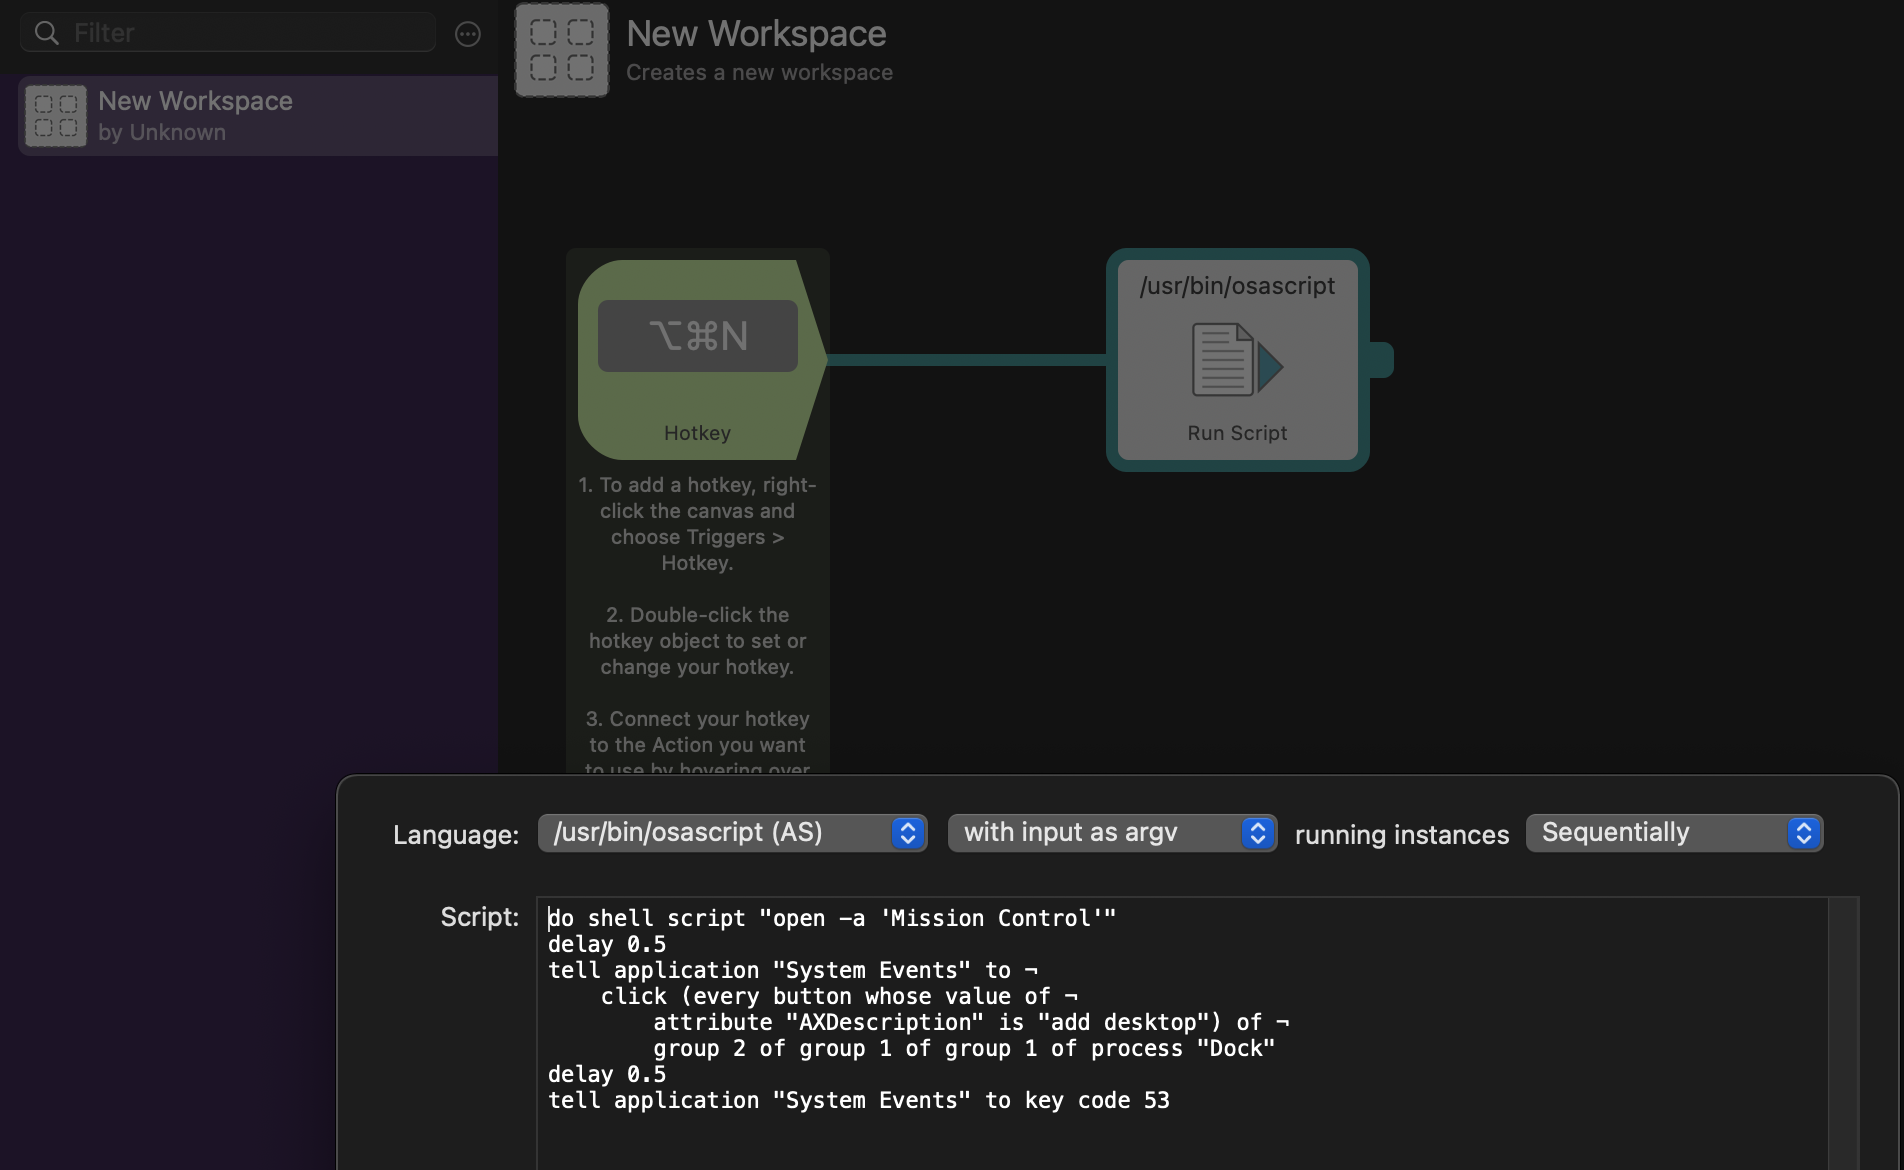 Filter
New Workspace
by Unknown
New Workspace
Creates a new workspace
⌥⌘N
Hotkey
1. To add a hotkey, right-
click the canvas and
choose Triggers >
Hotkey.
2. Double-click the
hotkey object to set or
change your hotkey.
3. Connect your hotkey
to the Action you want
to use by hovering over
/usr/bin/osascript
Run Script
Language: /usr/bin/osascript (AS) with input as argv running instances Sequentially
Script:
do shell script "open -a 'Mission Control'"
delay 0.5
tell application "System Events" to ¬
    click (every button whose value of ¬
        attribute "AXDescription" is "add desktop") of ¬
        group 2 of group 1 of group 1 of process "Dock"
delay 0.5
tell application "System Events" to key code 53